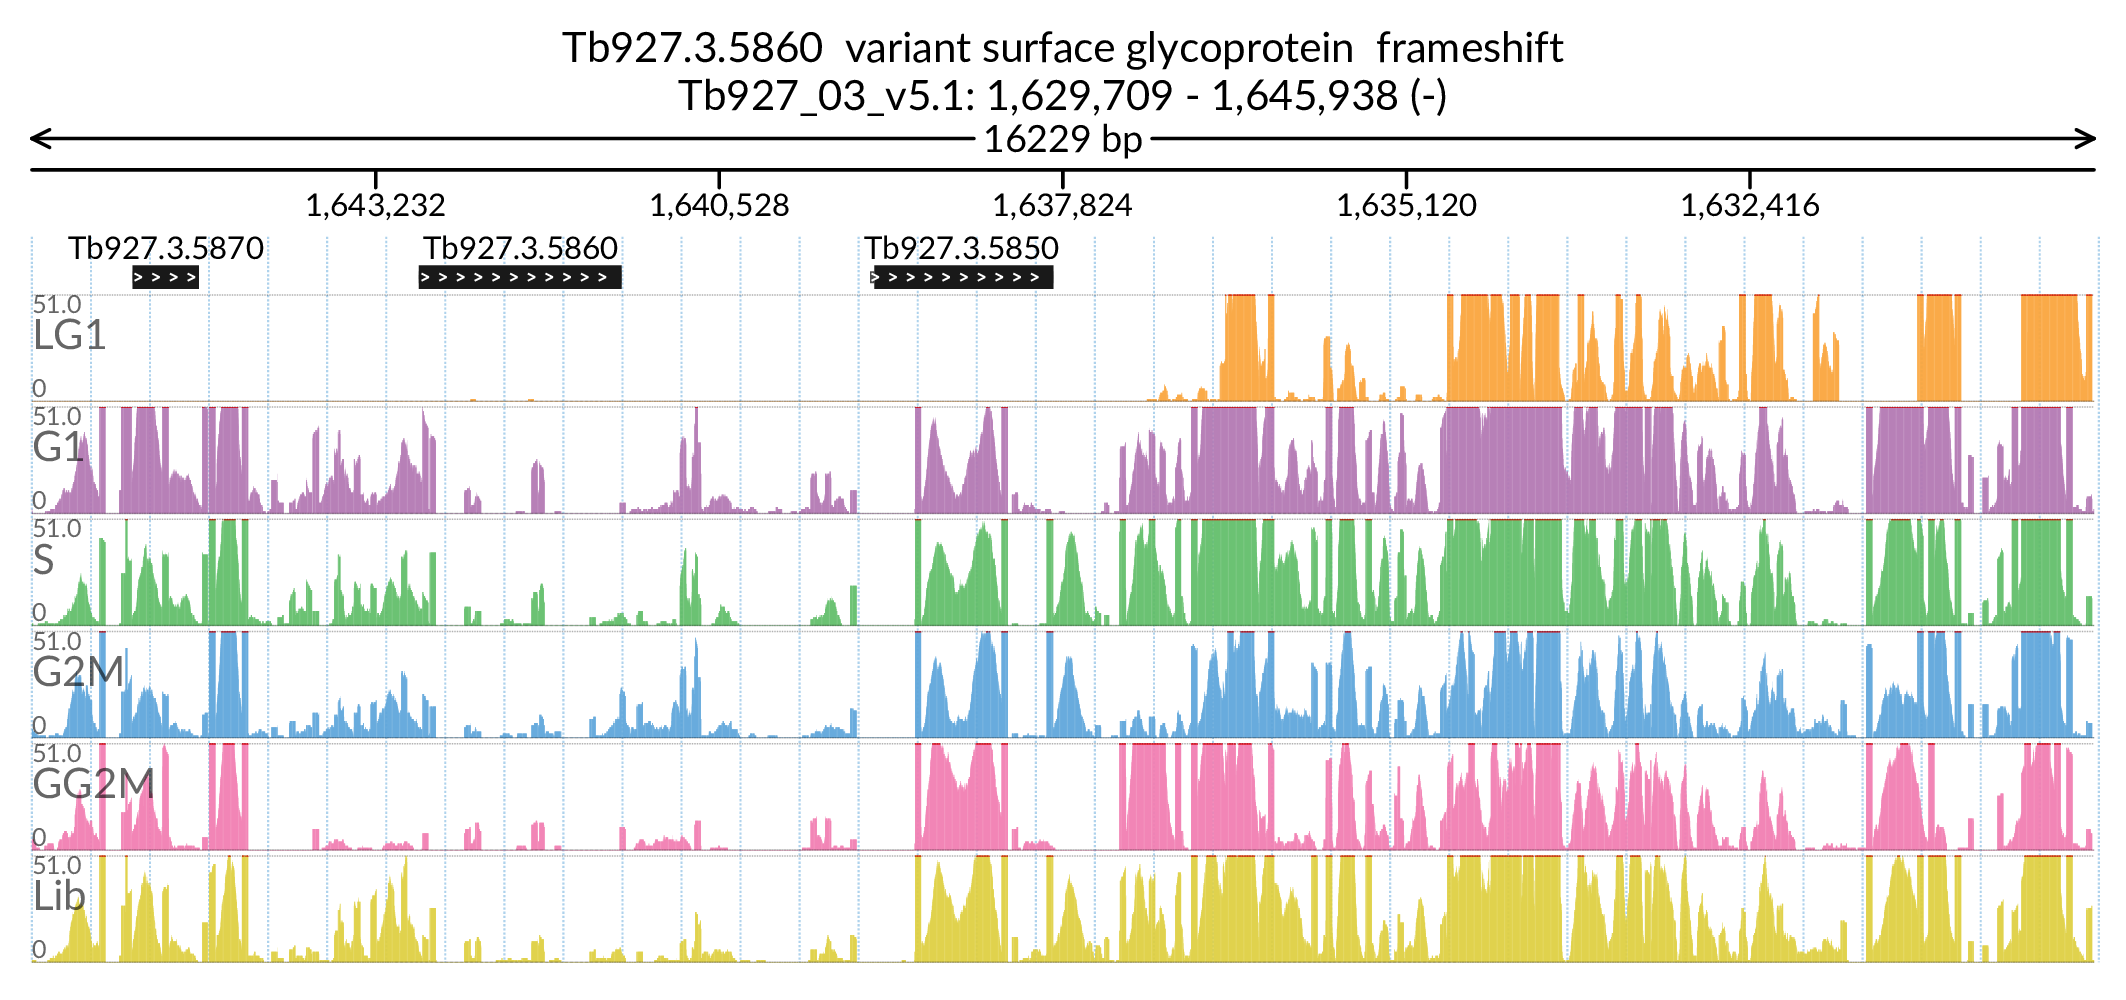 Tb927.3.5860  variant surface glycoprotein  frameshift
Tb927_03_v5.1: 1,629,709 - 1,645,938 (-)
16229 bp
1,643,232 1,640,528 1,637,824 1,635,120 1,632,416
Tb927.3.5870 Tb927.3.5860 Tb927.3.5850
51.0
LG1
0
51.0
G1
0
51.0
S
0
51.0
G2M
0
51.0
GG2M
0
51.0
Lib
0